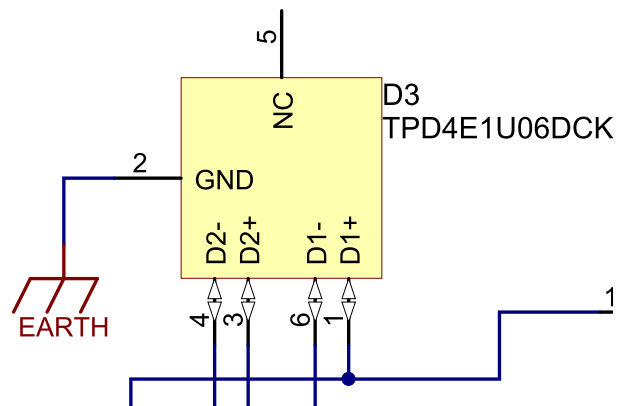 5
D3
TPD4E1U06DCK
NC
2
GND
D2-
D2+
D1-
D1+
EARTH
4
3
6
1
1